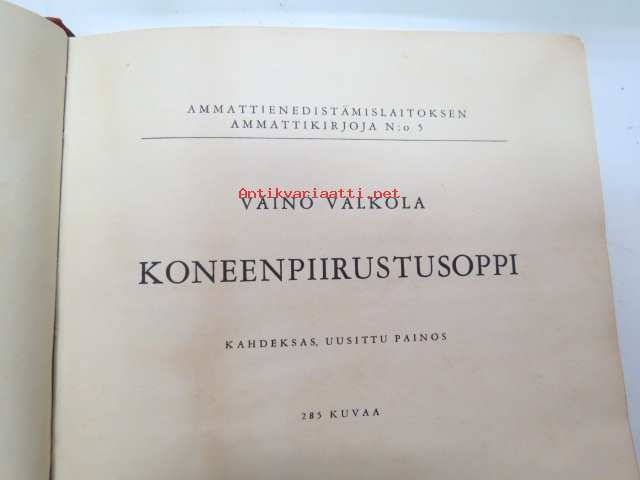 AMMATTIENEDISTÄMISLAITOKSEN
AMMATTIKIRJOJA N:o 5
Antikvariaatti.net
VÄINÖ VALKOLA
KONEENPIIRUSTUSOPPI
KAHDEKSAS, UUSITTU PAINOS
285 KUVAA